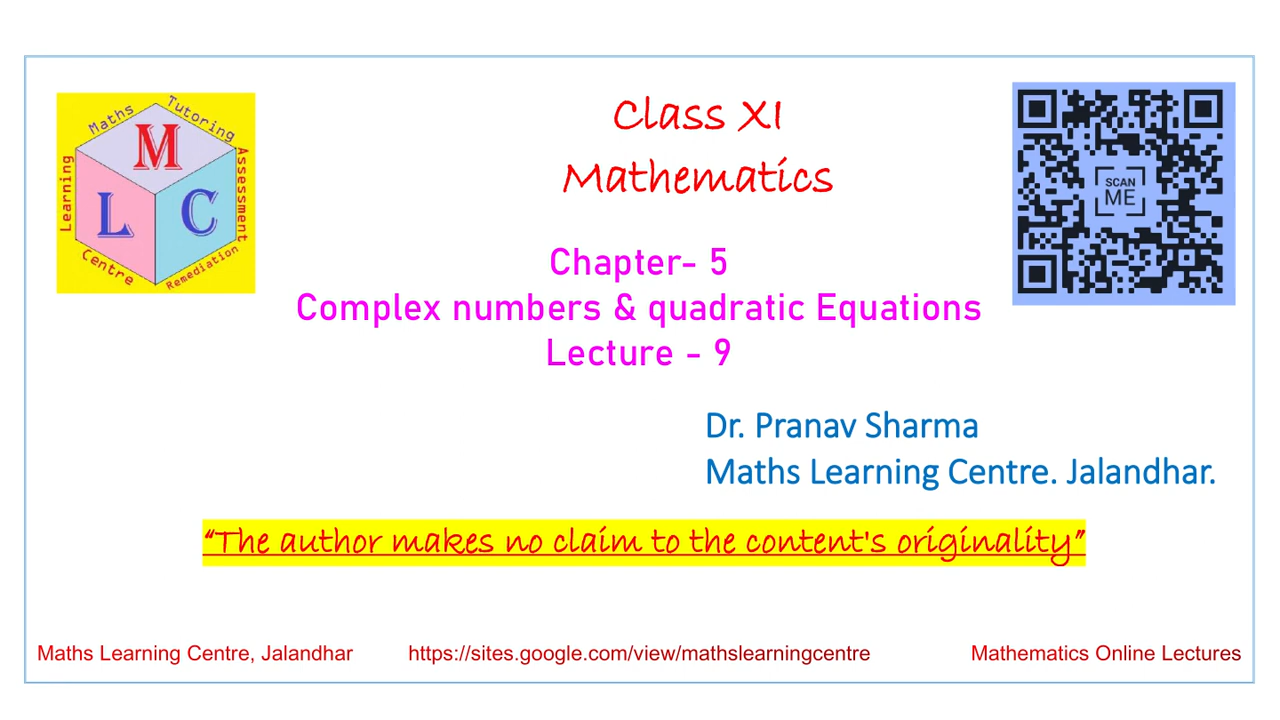 Maths Tutoring
Learning
Assessment
Centre
Remediation
M
L C
Class XI
Mathematics
SCAN
ME
Chapter- 5
Complex numbers & quadratic Equations
Lecture - 9
Dr. Pranav Sharma
Maths Learning Centre. Jalandhar.
“The author makes no claim to the content's originality”
Maths Learning Centre, Jalandhar https://sites.google.com/view/mathslearningcentre Mathematics Online Lectures